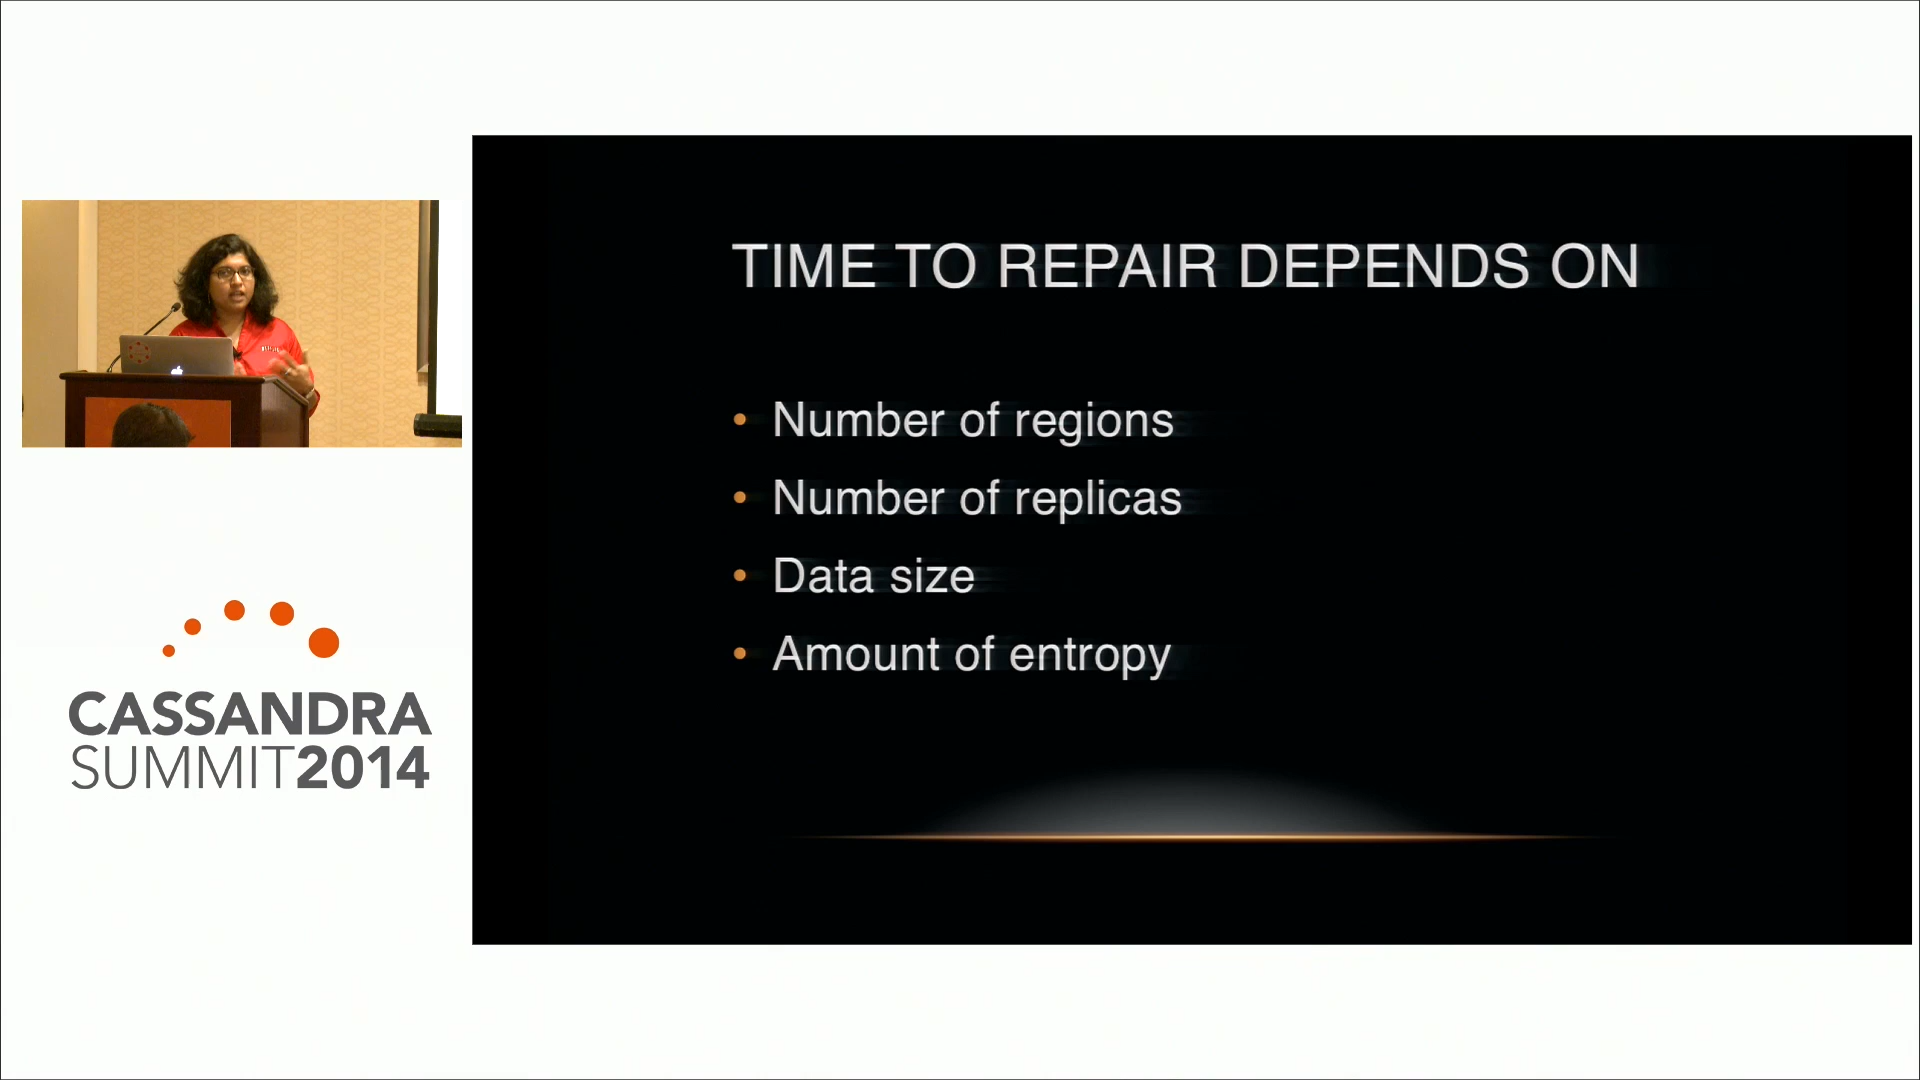 TIME TO REPAIR DEPENDS ON
• Number of regions
• Number of replicas
• Data size
• Amount of entropy
CASSANDRA
SUMMIT2014